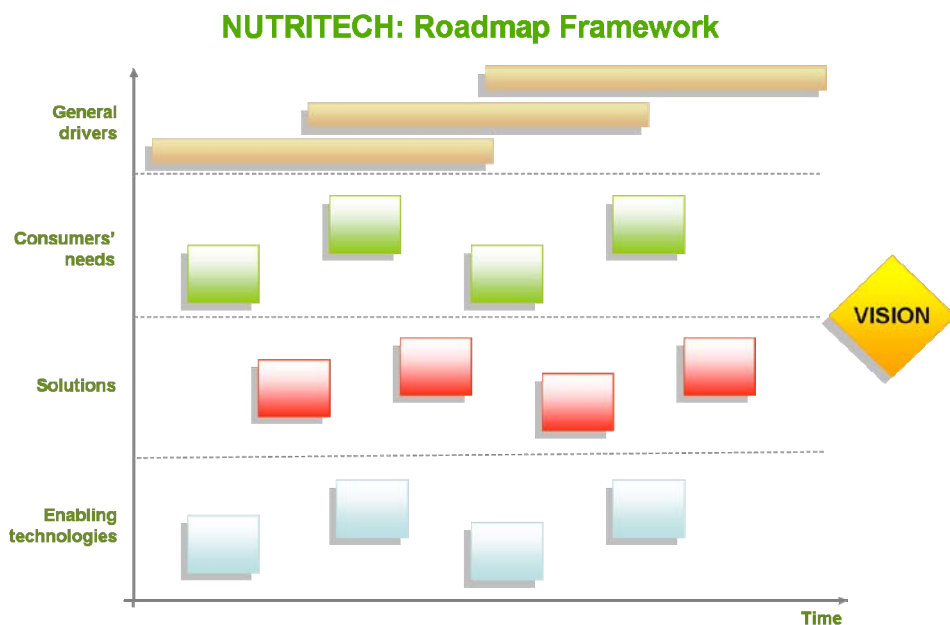 NUTRITECH: Roadmap Framework
General
drivers
Consumers'
needs
VISION
Solutions
Enabling
technologies
Time